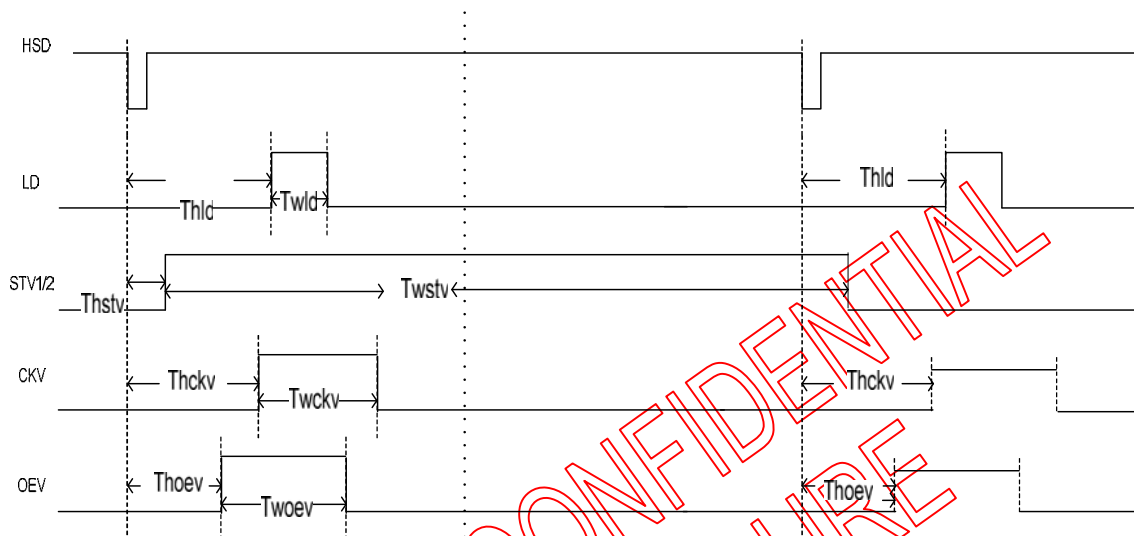 HSD
LD
Thld
Twld
Thld
STV1/2
Thstv
Twstv
CKV
Thckv
Twckv
Thckv
OEV
Thoev
Twoev
Thoev
CONFIDENTIAL